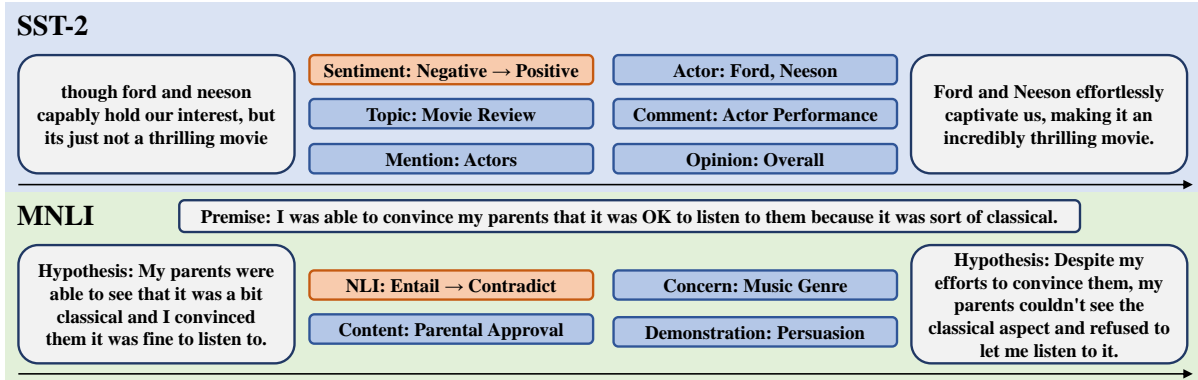 SST-2
though ford and neeson
capably hold our interest, but
its just not a thrilling movie
Sentiment: Negative → Positive
Topic: Movie Review
Mention: Actors
Actor: Ford, Neeson
Comment: Actor Performance
Opinion: Overall
Ford and Neeson effortlessly
captivate us, making it an
incredibly thrilling movie.
MNLI
Premise: I was able to convince my parents that it was OK to listen to them because it was sort of classical.
Hypothesis: My parents were
able to see that it was a bit
classical and I convinced
them it was fine to listen to.
NLI: Entail → Contradict
Content: Parental Approval
Concern: Music Genre
Demonstration: Persuasion
Hypothesis: Despite my
efforts to convince them, my
parents couldn't see the
classical aspect and refused to
let me listen to it.